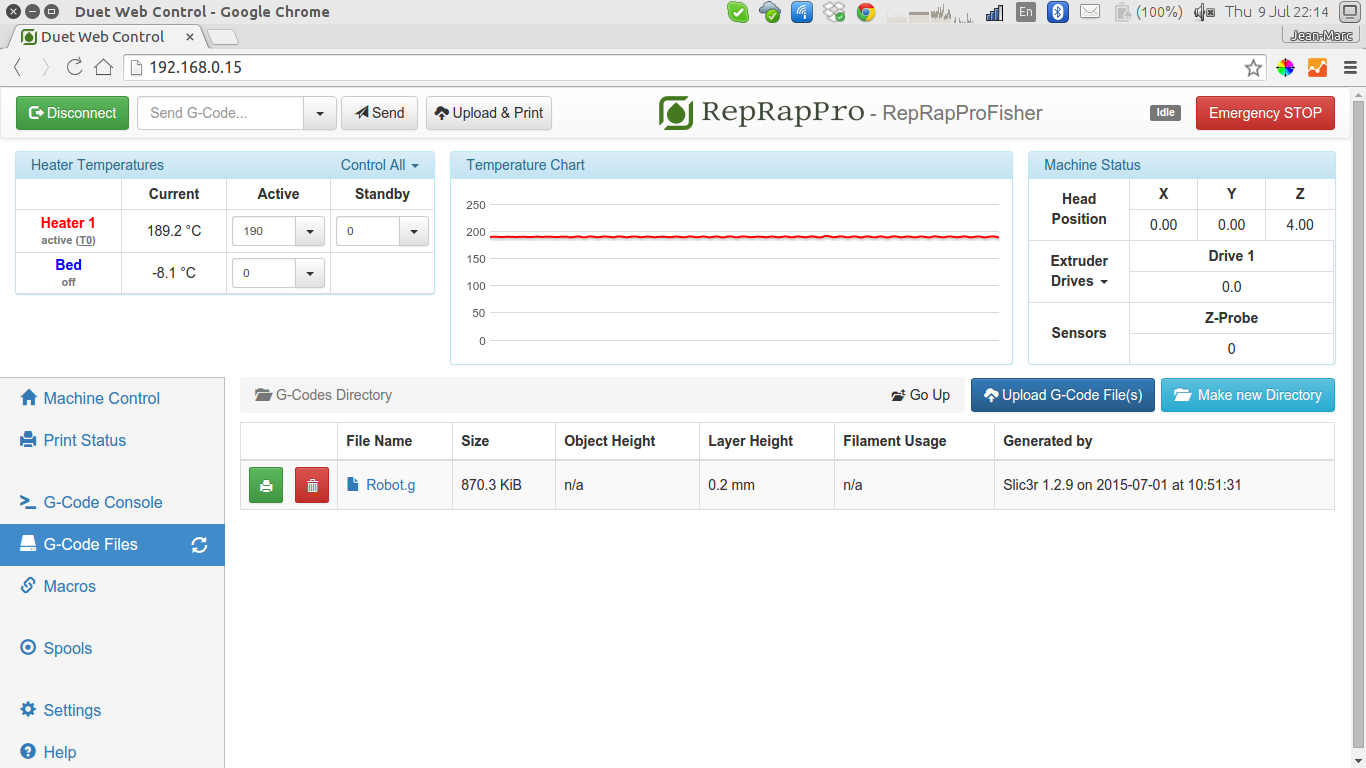 Duet Web Control - Google Chrome
En
(100%)
Thu 9 Jul 22:14
Duet Web Control
Jean-Marc
192.168.0.15
Disconnect
Send G-Code...
Send
Upload & Print
RepRapPro - RepRapProFisher
Idle
Emergency STOP
Heater Temperatures
Control All
Current Active Standby
Heater 1
active (T0)
189.2 °C
190
0
Bed
off
-8.1 °C
0
Temperature Chart
250
200
150
100
50
0
Machine Status
Head Position
X Y Z
0.00 0.00 4.00
Extruder Drives
Drive 1
0.0
Sensors
Z-Probe
0
Machine Control
Print Status
G-Code Console
G-Code Files
Macros
Spools
Settings
Help
G-Codes Directory
Go Up
Upload G-Code File(s)
Make new Directory
File Name Size Object Height Layer Height Filament Usage Generated by
Robot.g 870.3 KiB n/a 0.2 mm n/a Slic3r 1.2.9 on 2015-07-01 at 10:51:31